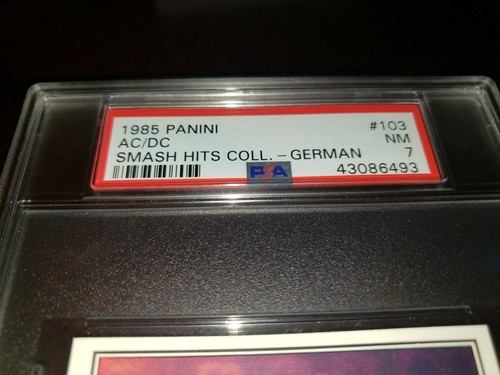 1985 PANINI #103
AC/DC NM
SMASH HITS COLL. - GERMAN 7
PSA 43086493